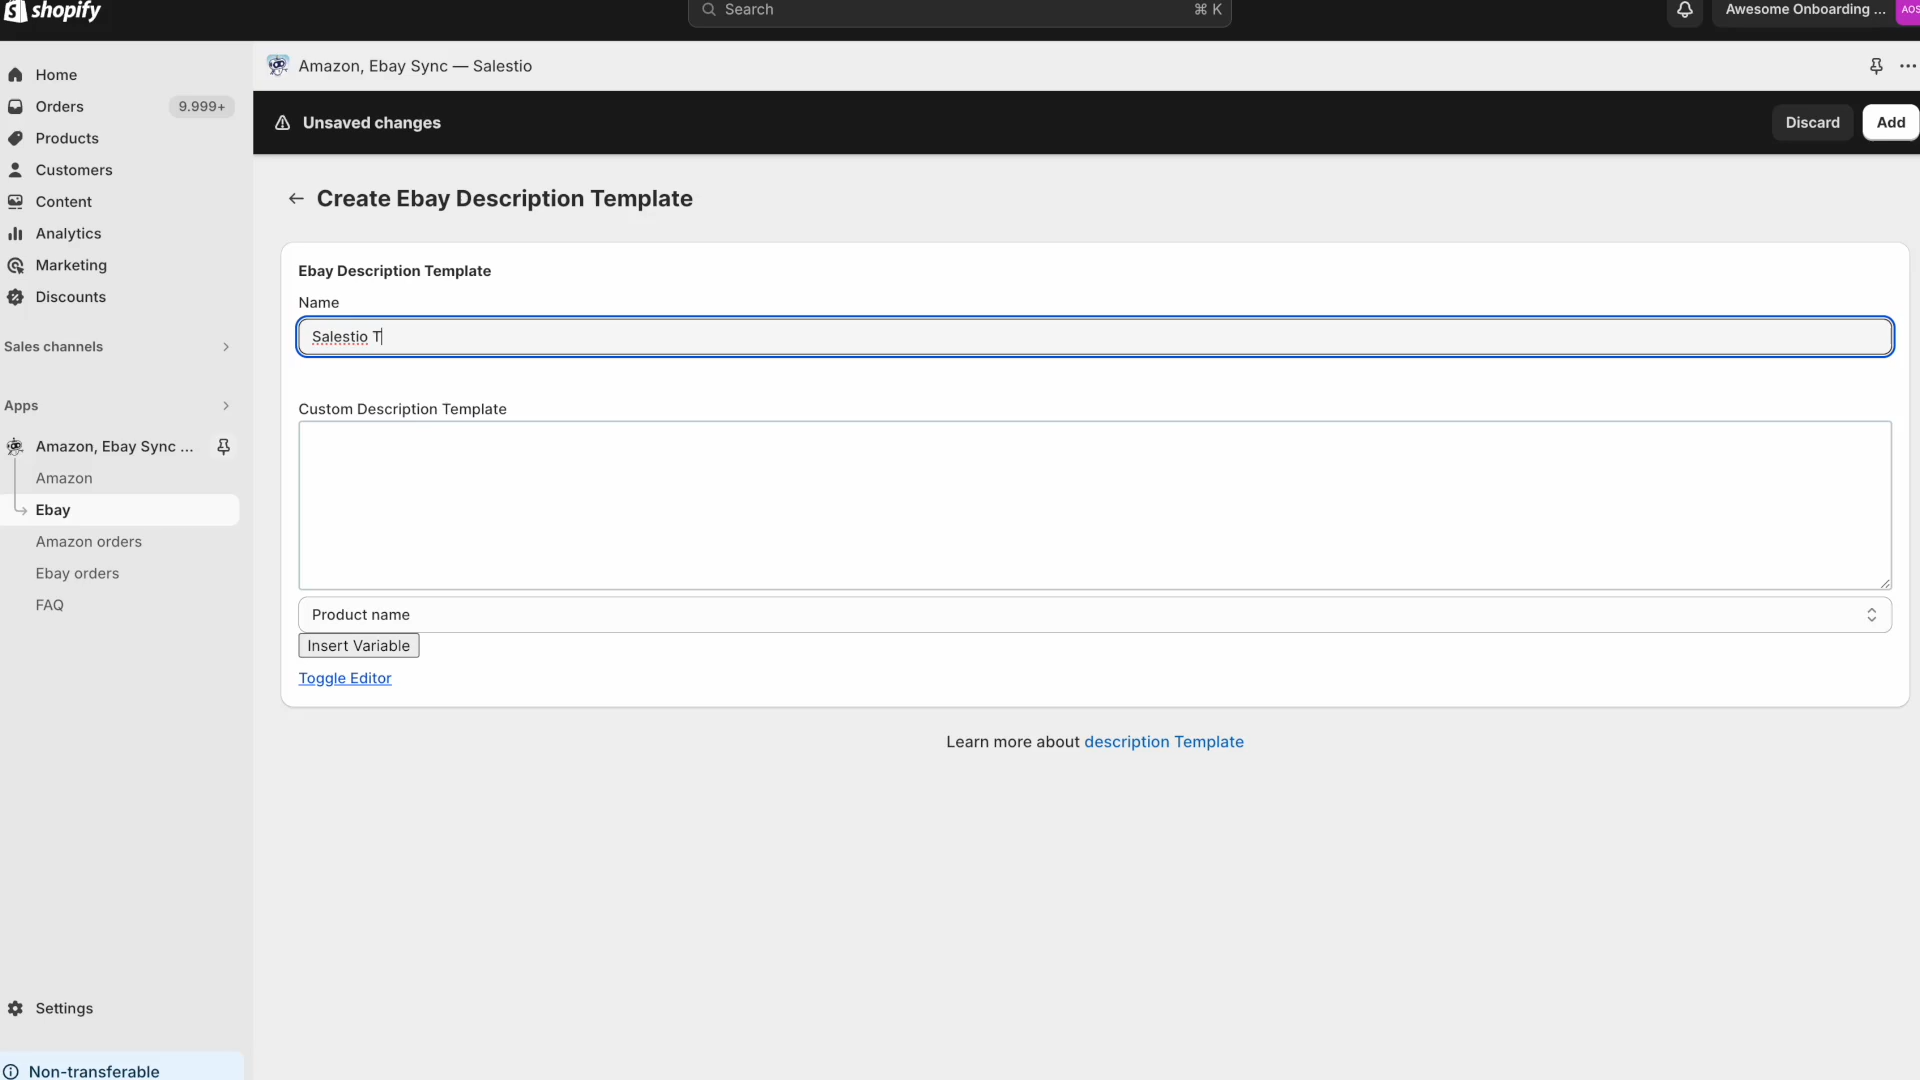 shopify
Search
⌘ K
Awesome Onboarding ...
AOS
Home
Orders
9.999+
Products
Customers
Content
Analytics
Marketing
Discounts
Sales channels
Apps
Amazon, Ebay Sync ...
Amazon
Ebay
Amazon orders
Ebay orders
FAQ
Settings
Non-transferable
Amazon, Ebay Sync — Salestio
Unsaved changes
Discard
Add
Create Ebay Description Template
Ebay Description Template
Name
Salestio T
Custom Description Template
Product name
Insert Variable
Toggle Editor
Learn more about description Template